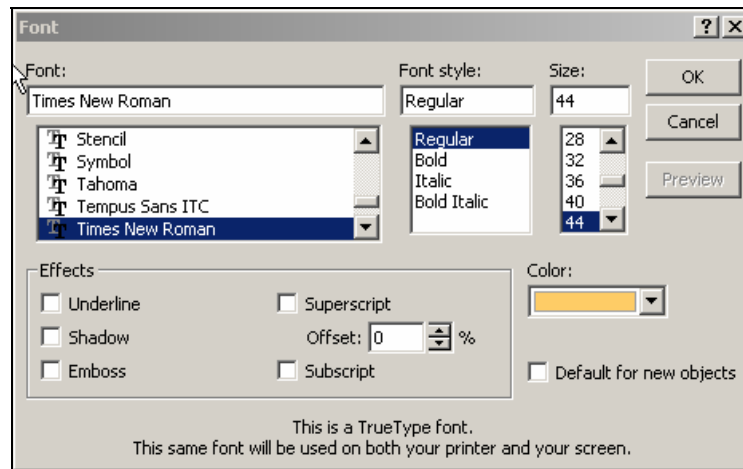 Font
Font: Font style: Size:
Times New Roman Regular 44 OK
Cancel
Preview
Stencil
Symbol
Tahoma
Tempus Sans ITC
Times New Roman
Regular
Bold
Italic
Bold Italic
28
32
36
40
44
Effects
Underline
Shadow
Emboss
Superscript
Offset: 0 %
Subscript
Color:
Default for new objects
This is a TrueType font.
This same font will be used on both your printer and your screen.